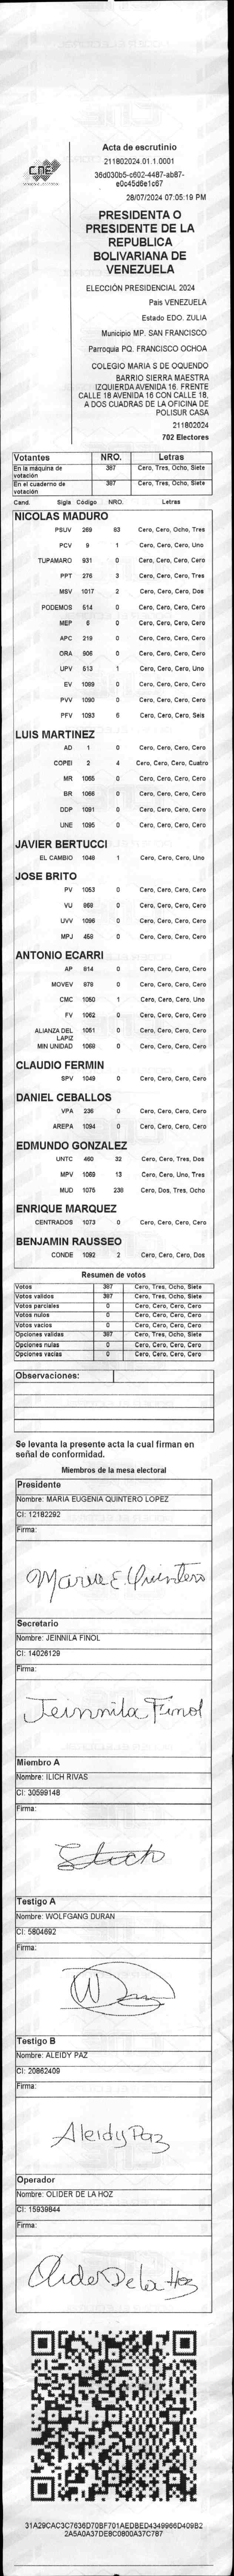 CNE
Acta de escrutinio
211802024.01.1.0001
36d030b5-c602-4487-ab87-
e0c45d6e1c67
28/07/2024 07:05:19 PM
PRESIDENTA O
PRESIDENTE DE LA
REPUBLICA
BOLIVARIANA DE
VENEZUELA
ELECCIÓN PRESIDENCIAL 2024
Pais VENEZUELA
Estado EDO. ZULIA
Municipio MP. SAN FRANCISCO
Parroquia PQ. FRANCISCO OCHOA
COLEGIO MARIA S DE OQUENDO
BARRIO SIERRA MAESTRA
IZQUIERDA AVENIDA 16. FRENTE
CALLE 18 AVENIDA 16 CON CALLE 18,
A DOS CUADRAS DE LA OFICINA DE
POLISUR CASA
211802024
702 Electores
Votantes NRO. Letras
En la máquina de votación 387 Cero, Tres, Ocho, Siete
En el cuaderno de votación 387 Cero, Tres, Ocho, Siete
Cand. Sigla Código NRO. Letras
NICOLAS MADURO
PSUV 269 83 Cero, Cero, Ocho, Tres
PCV 9 1 Cero, Cero, Cero, Uno
TUPAMARO 931 0 Cero, Cero, Cero, Cero
PPT 276 3 Cero, Cero, Cero, Tres
MSV 1017 2 Cero, Cero, Cero, Dos
PODEMOS 514 0 Cero, Cero, Cero, Cero
MEP 6 0 Cero, Cero, Cero, Cero
APC 219 0 Cero, Cero, Cero, Cero
ORA 906 0 Cero, Cero, Cero, Cero
UPV 613 1 Cero, Cero, Cero, Uno
EV 1089 0 Cero, Cero, Cero, Cero
PVV 1090 0 Cero, Cero, Cero, Cero
PFV 1093 6 Cero, Cero, Cero, Seis
LUIS MARTINEZ
AD 1 0 Cero, Cero, Cero, Cero
COPEI 2 4 Cero, Cero, Cero, Cuatro
MR 1065 0 Cero, Cero, Cero, Cero
BR 1066 0 Cero, Cero, Cero, Cero
DDP 1091 0 Cero, Cero, Cero, Cero
UNE 1095 0 Cero, Cero, Cero, Cero
JAVIER BERTUCCI
EL CAMBIO 1048 1 Cero, Cero, Cero, Uno
JOSE BRITO
PV 1053 0 Cero, Cero, Cero, Cero
VU 868 0 Cero, Cero, Cero, Cero
UVV 1096 0 Cero, Cero, Cero, Cero
MPJ 458 0 Cero, Cero, Cero, Cero
ANTONIO ECARRI
AP 814 0 Cero, Cero, Cero, Cero
MOVEV 879 0 Cero, Cero, Cero, Cero
CMC 1060 1 Cero, Cero, Cero, Uno
FV 1062 0 Cero, Cero, Cero, Cero
ALIANZA DEL LAPIZ 1051 0 Cero, Cero, Cero, Cero
MIN UNIDAD 1069 0 Cero, Cero, Cero, Cero
CLAUDIO FERMIN
SPV 1049 0 Cero, Cero, Cero, Cero
DANIEL CEBALLOS
VPA 236 0 Cero, Cero, Cero, Cero
AREPA 1094 0 Cero, Cero, Cero, Cero
EDMUNDO GONZALEZ
UNTC 460 32 Cero, Cero, Tres, Dos
MPV 1069 13 Cero, Cero, Uno, Tres
MUD 1075 238 Cero, Dos, Tres, Ocho
ENRIQUE MARQUEZ
CENTRADOS 1073 0 Cero, Cero, Cero, Cero
BENJAMIN RAUSSEO
CONDE 1092 2 Cero, Cero, Cero, Dos
Resumen de votos
Votos 387 Cero, Tres, Ocho, Siete
Votos validos 387 Cero, Tres, Ocho, Siete
Votos parciales 0 Cero, Cero, Cero, Cero
Votos nulos 0 Cero, Cero, Cero, Cero
Votos vacios 0 Cero, Cero, Cero, Cero
Opciones validas 387 Cero, Tres, Ocho, Siete
Opciones nulas 0 Cero, Cero, Cero, Cero
Opciones vacias 0 Cero, Cero, Cero, Cero
Observaciones:
Se levanta la presente acta la cual firman en
señal de conformidad.
Miembros de la mesa electoral
Presidente
Nombre: MARIA EUGENIA QUINTERO LOPEZ
CI: 12182292
Firma:
Maria E. Quintero
Secretario
Nombre: JEINNILA FINOL
CI: 14026129
Firma:
Jeinnila Finol
Miembro A
Nombre: ILICH RIVAS
CI: 30599148
Firma:
Testigo A
Nombre: WOLFGANG DURAN
CI: 5804692
Firma:
Testigo B
Nombre: ALEIDY PAZ
CI: 20862409
Firma:
Aleidy Paz
Operador
Nombre: OLIDER DE LA HOZ
CI: 15939844
Firma:
Olider De La Hoz
31A29CAC3C7636D70BF701AEDBED4349966D409B2
2A5A0A37DE8C0800A37C787